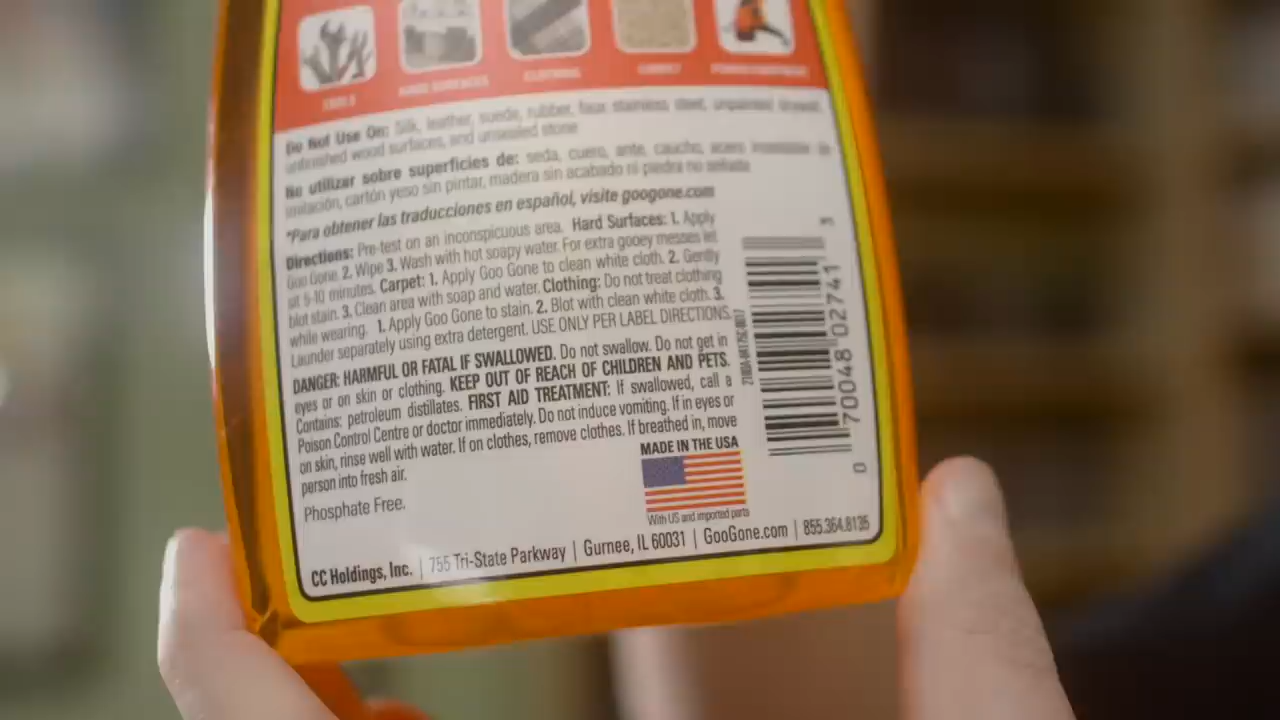 TOOLS
HARD SURFACES
CLOTHING
CARPET
POWER EQUIPMENT
Do Not Use On: Silk, leather, suede, rubber, faux stainless steel, unpainted drywall,
unfinished wood surfaces, and unsealed stone
No utilizar sobre superficies de: seda, cuero, ante, caucho, acero inoxidable de
imitación, cartón yeso sin pintar, madera sin acabado ni piedra no sellada
*Para obtener las traducciones en español, visite googone.com
Directions: Pre-test on an inconspicuous area. Hard Surfaces: 1. Apply
Goo Gone. 2. Wipe 3. Wash with hot soapy water. For extra gooey messes let
sit 5-10 minutes. Carpet: 1. Apply Goo Gone to clean white cloth. 2. Gently
blot stain. 3. Clean area with soap and water. Clothing: Do not treat clothing
while wearing. 1. Apply Goo Gone to stain. 2. Blot with clean white cloth. 3.
Launder separately using extra detergent. USE ONLY PER LABEL DIRECTIONS.
DANGER: HARMFUL OR FATAL IF SWALLOWED. Do not swallow. Do not get in
eyes or on skin or clothing. KEEP OUT OF REACH OF CHILDREN AND PETS.
Contains: petroleum distillates. FIRST AID TREATMENT: If swallowed, call a
Poison Control Centre or doctor immediately. Do not induce vomiting. If in eyes or
on skin, rinse well with water. If on clothes, remove clothes. If breathed in, move
person into fresh air.
Phosphate Free.
MADE IN THE USA
With US and imported parts
CC Holdings, Inc. | 755 Tri-State Parkway | Gurnee, IL 60031 | GooGone.com | 855.364.8135
0 70048 02741 3